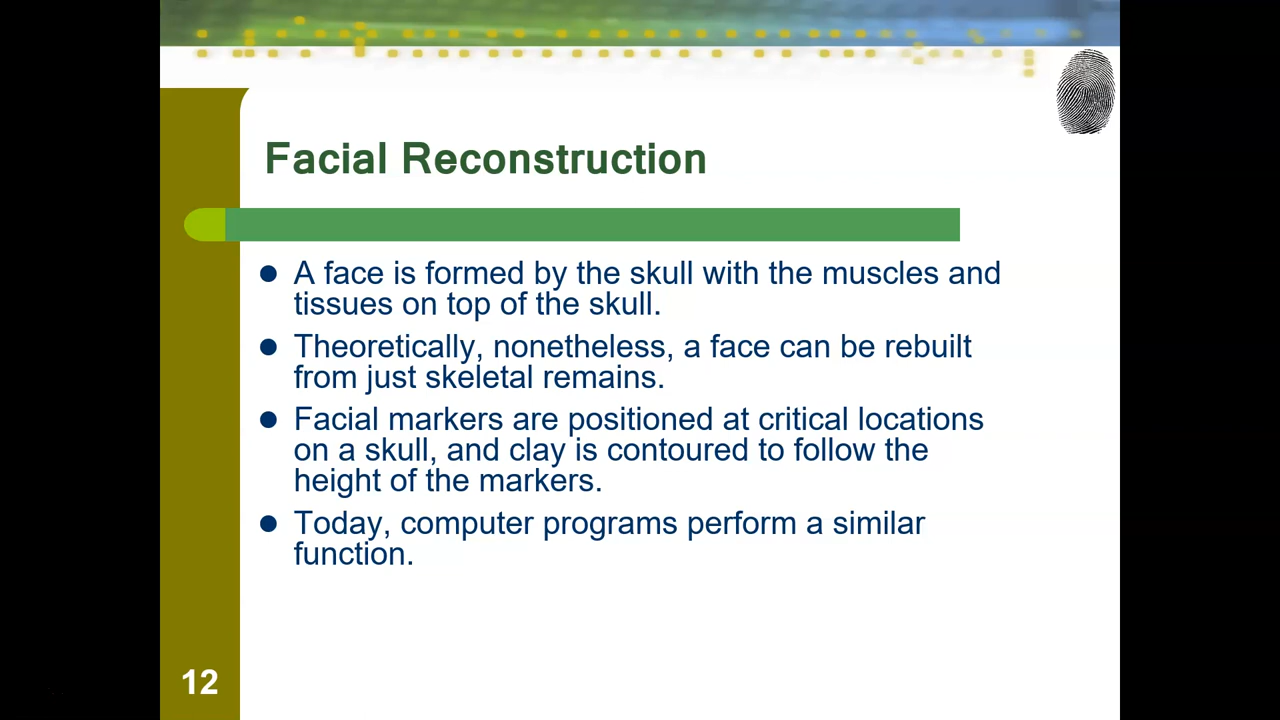 Facial Reconstruction
A face is formed by the skull with the muscles and
tissues on top of the skull.
Theoretically, nonetheless, a face can be rebuilt
from just skeletal remains.
Facial markers are positioned at critical locations
on a skull, and clay is contoured to follow the
height of the markers.
Today, computer programs perform a similar
function.
12